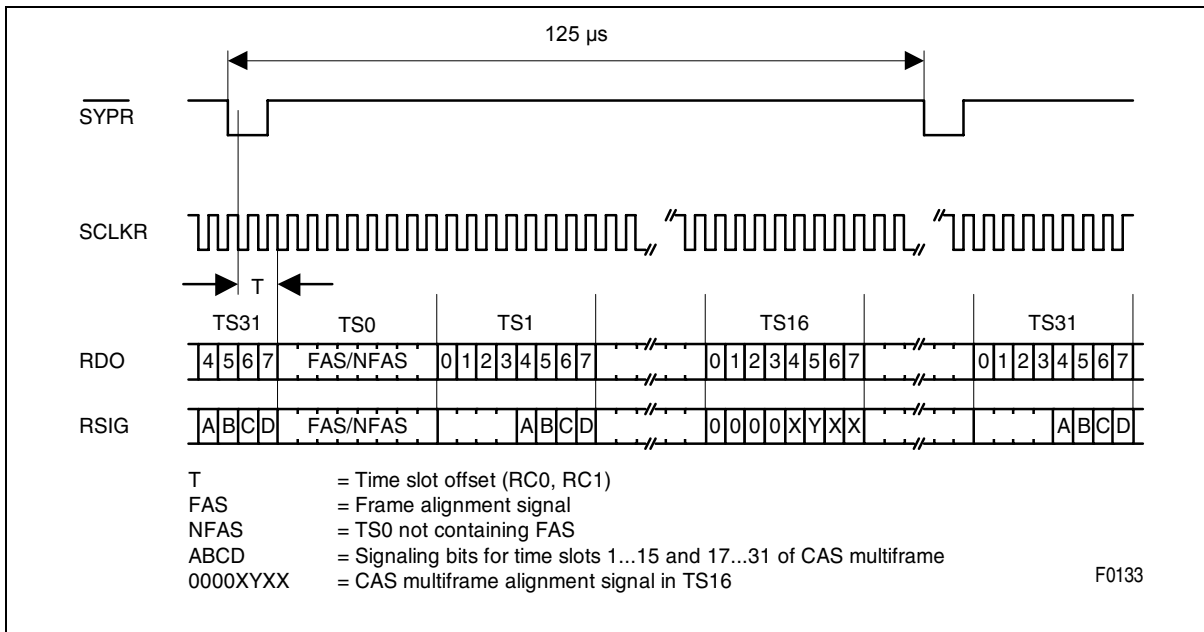 125 µs
SYPR
SCLKR
T
TS31 TS0 TS1 TS16 TS31
RDO 4 5 6 7 FAS/NFAS 0 1 2 3 4 5 6 7 0 1 2 3 4 5 6 7 0 1 2 3 4 5 6 7
RSIG A B C D FAS/NFAS A B C D 0 0 0 0 X Y X X A B C D
T = Time slot offset (RC0, RC1)
FAS = Frame alignment signal
NFAS = TS0 not containing FAS
ABCD = Signaling bits for time slots 1...15 and 17...31 of CAS multiframe
0000XYXX = CAS multiframe alignment signal in TS16
F0133